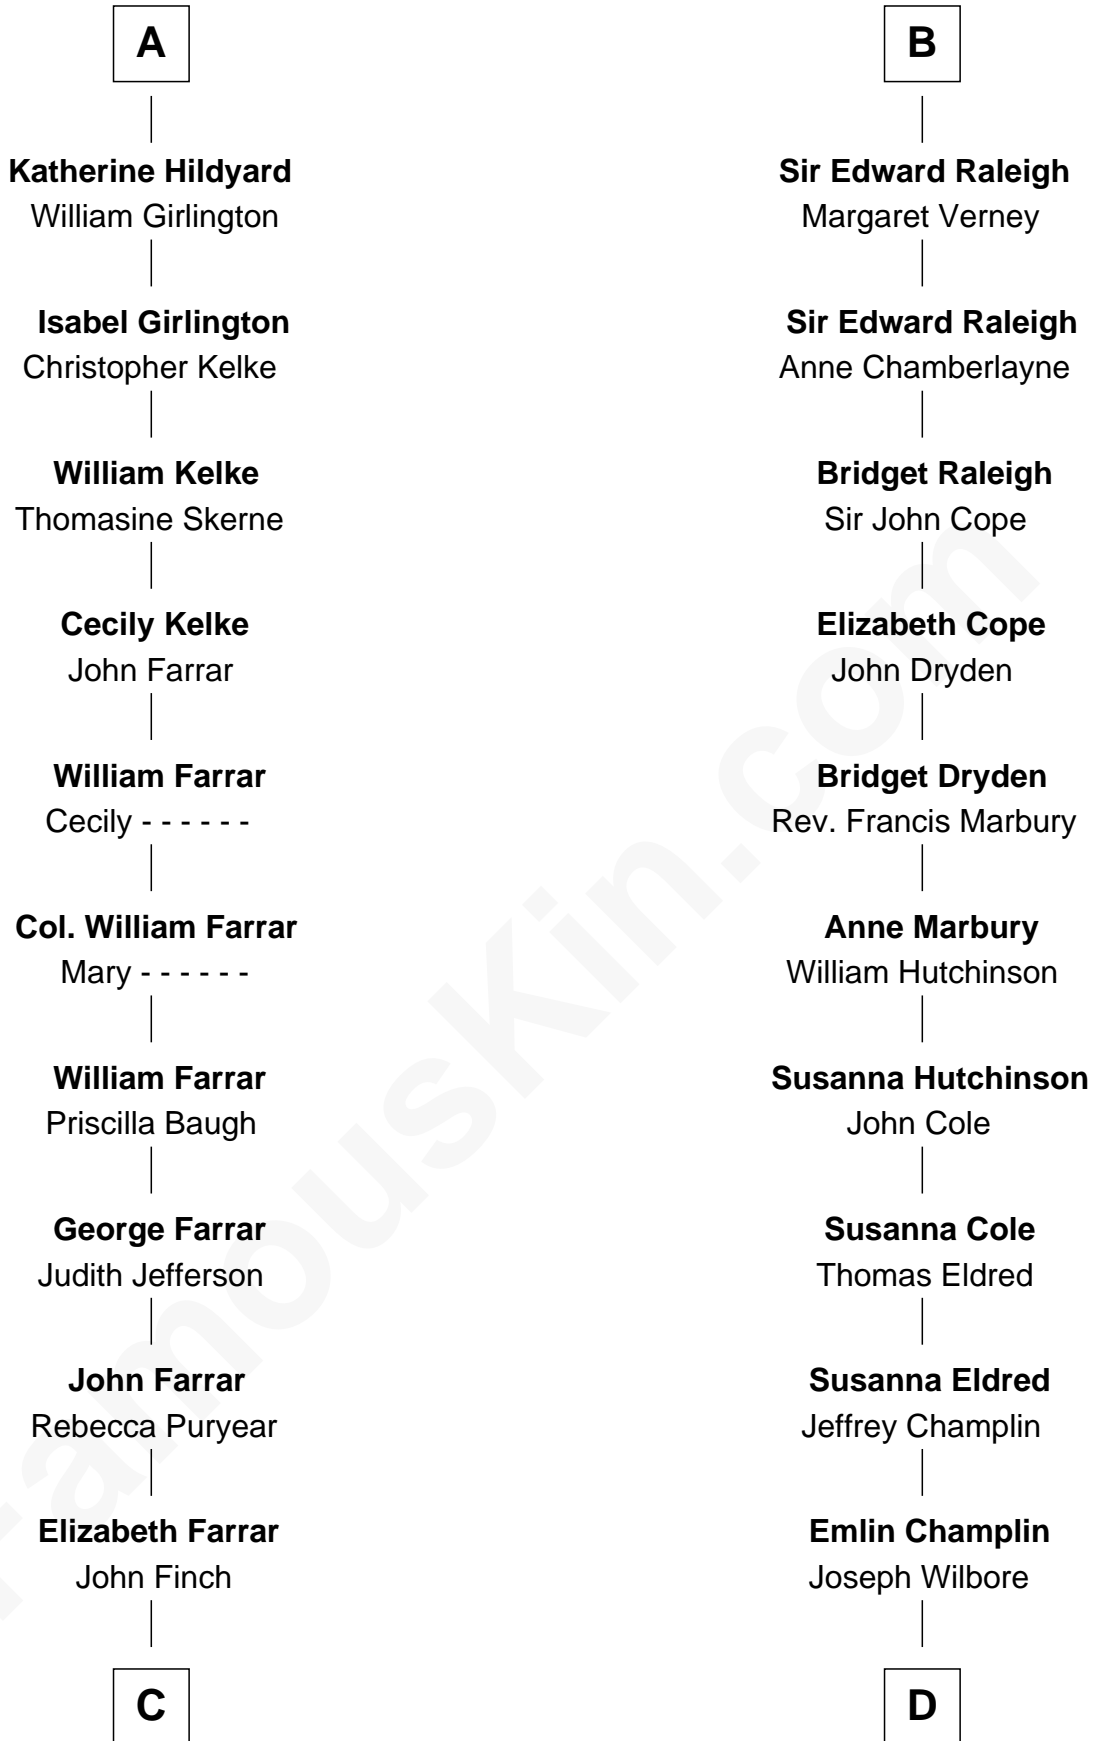 A
Katherine Hildyard
William Girlington
Isabel Girlington
Christopher Kelke
William Kelke
Thomasine Skerne
Cecily Kelke
John Farrar
William Farrar
Cecily - - - - - -
Col. William Farrar
Mary - - - - - -
William Farrar
Priscilla Baugh
George Farrar
Judith Jefferson
John Farrar
Rebecca Puryear
Elizabeth Farrar
John Finch
C
B
Sir Edward Raleigh
Margaret Verney
Sir Edward Raleigh
Anne Chamberlayne
Bridget Raleigh
Sir John Cope
Elizabeth Cope
John Dryden
Bridget Dryden
Rev. Francis Marbury
Anne Marbury
William Hutchinson
Susanna Hutchinson
John Cole
Susanna Cole
Thomas Eldred
Susanna Eldred
Jeffrey Champlin
Emlin Champlin
Joseph Wilbore
D
FamousKin.com